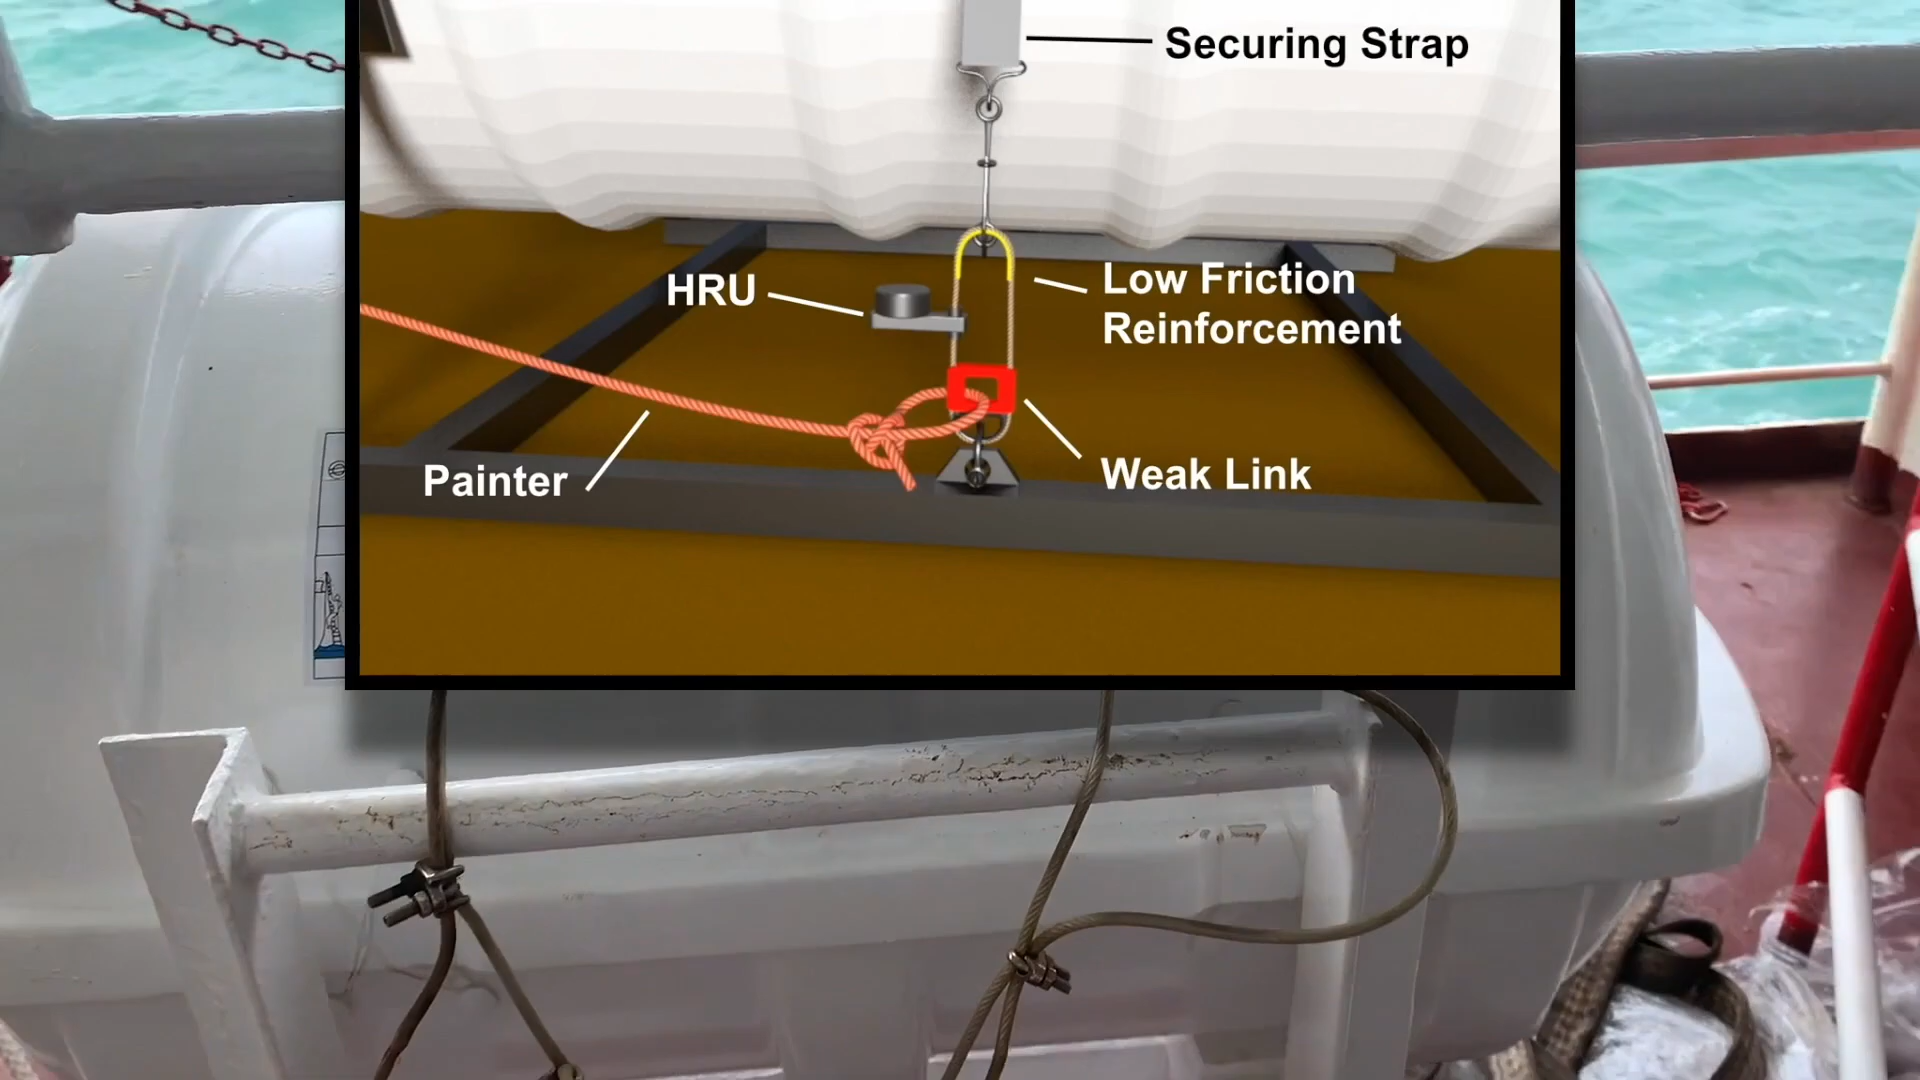 Securing Strap
HRU
Low Friction
Reinforcement
Painter
Weak Link